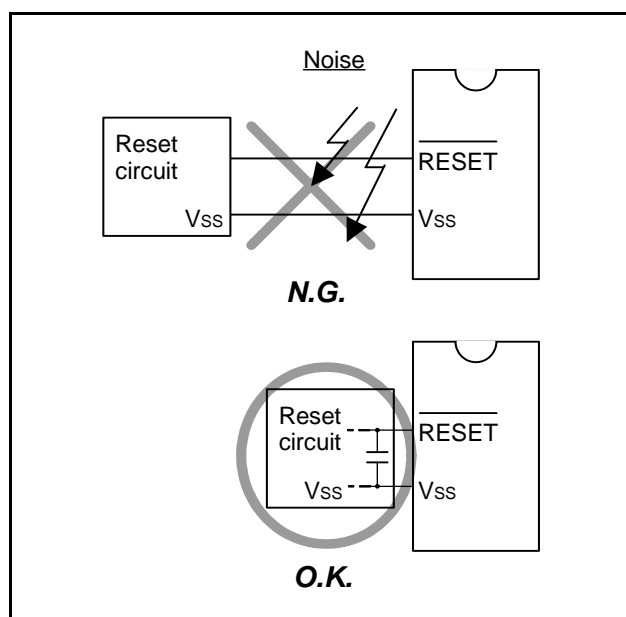 Noise
Reset
circuit
RESET
VSS
VSS
N.G.
Reset
circuit
RESET
VSS
VSS
O.K.